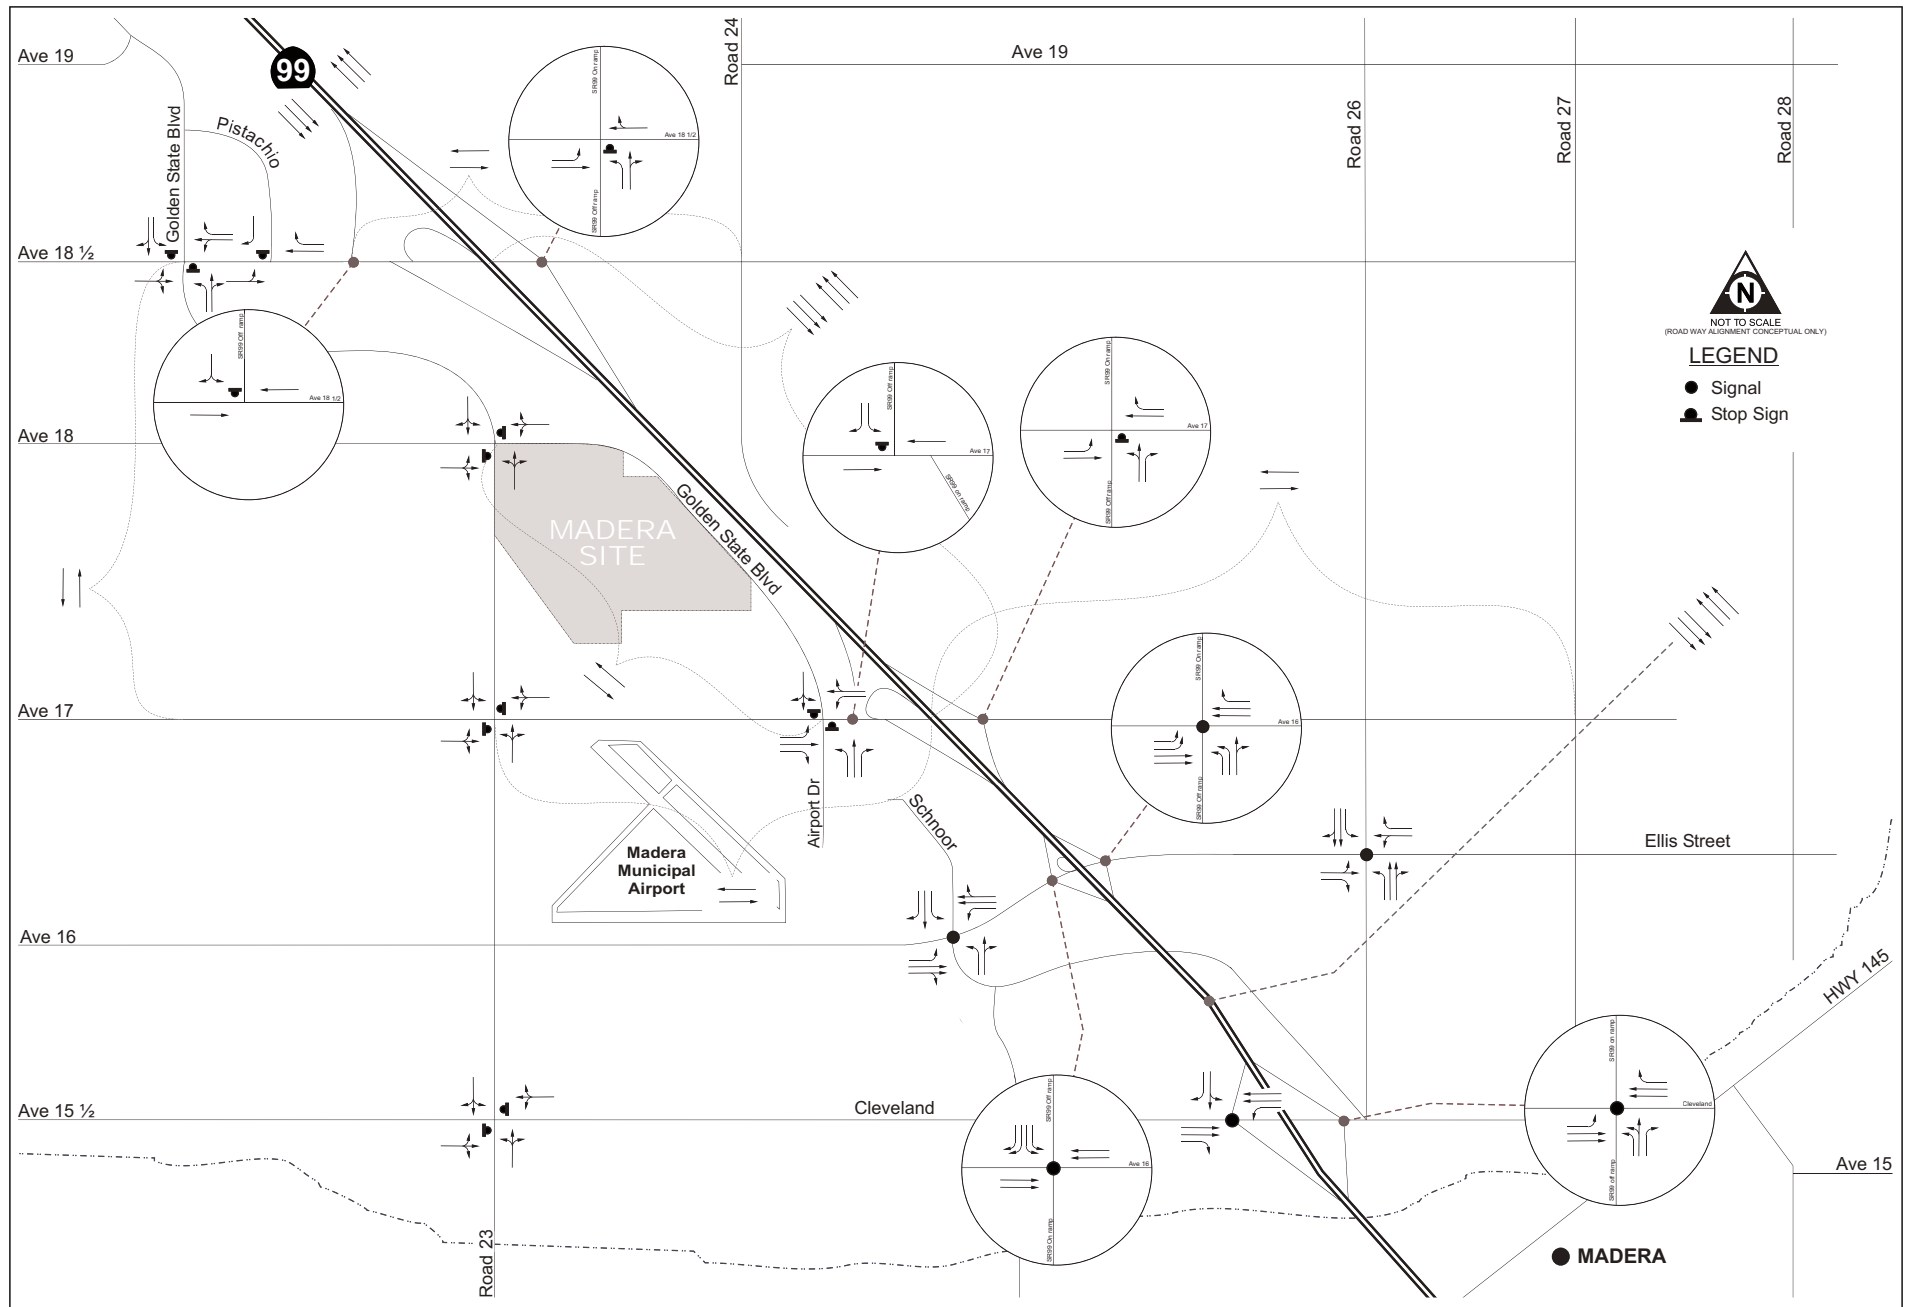 Ave 19
99
Golden State Blvd
Pistachio
SR99 On ramp
Ave 18 1/2
SR99 Off ramp
Road 24
Ave 19
Road 26
Road 27
Road 28
Ave 18 ½
SR99 Off ramp
Ave 18 1/2
N
NOT TO SCALE
(ROAD WAY ALIGNMENT CONCEPTUAL ONLY)
LEGEND
Signal
Stop Sign
Ave 18
MADERA
SITE
Golden State Blvd
SR99 Off ramp
Ave 17
SR99 on ramp
SR99 On ramp
Ave 17
SR99 Off ramp
Ave 17
Airport Dr
Schnoor
SR99 On ramp
Ave 16
SR99 Off ramp
Madera
Municipal
Airport
Ellis Street
Ave 16
HWY 145
Ave 15 ½
Cleveland
SR99 Off ramp
Ave 16
SR99 On ramp
SR99 on ramp
Cleveland
SR99 off ramp
Ave 15
Road 23
MADERA